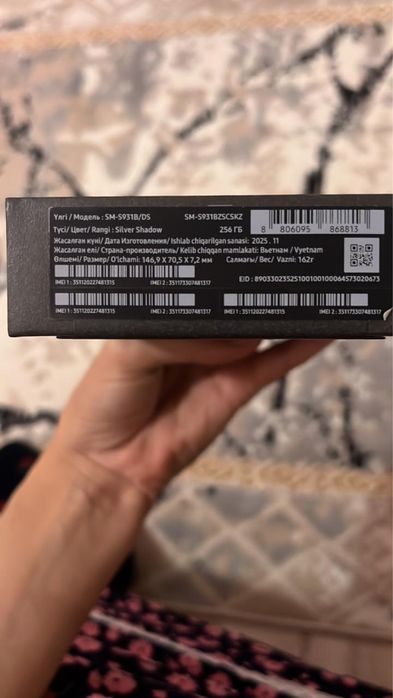 Үлгі / Модель : SM-S931B/DS SM-S931BZSCSKZ
Түсі / Цвет / Rangi : Silver Shadow 256 ГБ
8 806095 868813
Жасалған күні/ Дата Изготовления/ Ishlab chiqarilgan sanasi: 2025 . 11
Жасалған елі/ Страна-производитель/ Kelib chiqqan mamlakati: Вьетнам / Vyetnam
Өлшемі/ Размер/ O'lchami: 146,9 X 70,5 X 7,2 мм Салмағы/ Вес/ Vazni: 162г
EID : 89033023525100100100064573020673
IMEI 1 : 351120227481315 IMEI 2 : 351173307481317
IMEI 1 : 351120227481315 IMEI 2 : 351173307481317 IMEI 1 : 351120227481315 IMEI 2 : 351173307481317